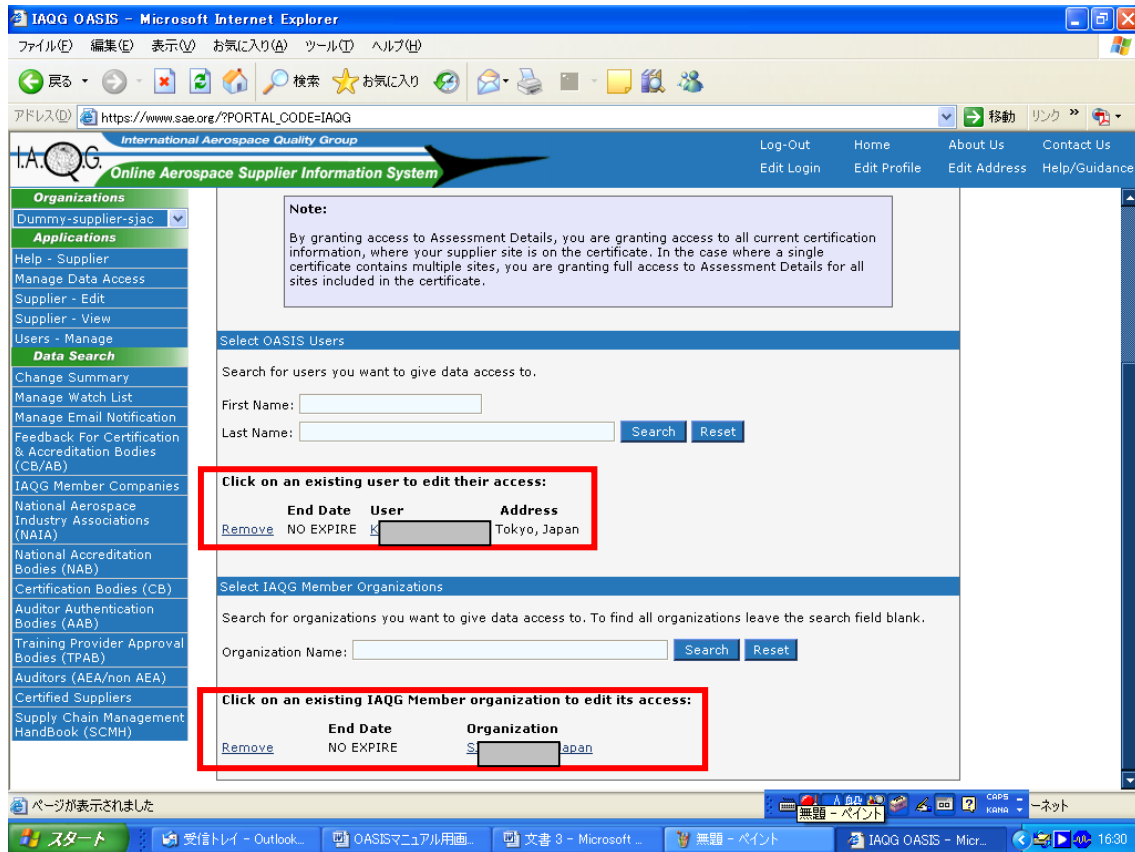 IAQG OASIS - Microsoft Internet Explorer
ファイル(F) 編集(E) 表示(V) お気に入り(A) ツール(T) ヘルプ(H)
戻る 検索 お気に入り
アドレス(D) https://www.sae.org/?PORTAL_CODE=IAQG 移動 リンク
International Aerospace Quality Group
I.A.Q.G.
Online Aerospace Supplier Information System
Log-Out Home About Us Contact Us
Edit Login Edit Profile Edit Address Help/Guidance
Organizations
Dummy-supplier-sjac
Applications
Help - Supplier
Manage Data Access
Supplier - Edit
Supplier - View
Users - Manage
Data Search
Change Summary
Manage Watch List
Manage Email Notification
Feedback For Certification
& Accreditation Bodies
(CB/AB)
IAQG Member Companies
National Aerospace
Industry Associations
(NAIA)
National Accreditation
Bodies (NAB)
Certification Bodies (CB)
Auditor Authentication
Bodies (AAB)
Training Provider Approval
Bodies (TPAB)
Auditors (AEA/non AEA)
Certified Suppliers
Supply Chain Management
HandBook (SCMH)
Note:
By granting access to Assessment Details, you are granting access to all current certification
information, where your supplier site is on the certificate. In the case where a single
certificate contains multiple sites, you are granting full access to Assessment Details for all
sites included in the certificate.
Select OASIS Users
Search for users you want to give data access to.
First Name:
Last Name: Search Reset
Click on an existing user to edit their access:
End Date User Address
Remove NO EXPIRE K Tokyo, Japan
Select IAQG Member Organizations
Search for organizations you want to give data access to. To find all organizations leave the search field blank.
Organization Name: Search Reset
Click on an existing IAQG Member organization to edit its access:
End Date Organization
Remove NO EXPIRE S apan
ページが表示されました
無題 - ペイント
CAPS
KANA
ーネット
スタート 受信トレイ - Outlook... OASISマニュアル用画... 文書 3 - Microsoft ... 無題 - ペイント IAQG OASIS - Micr... 16:30